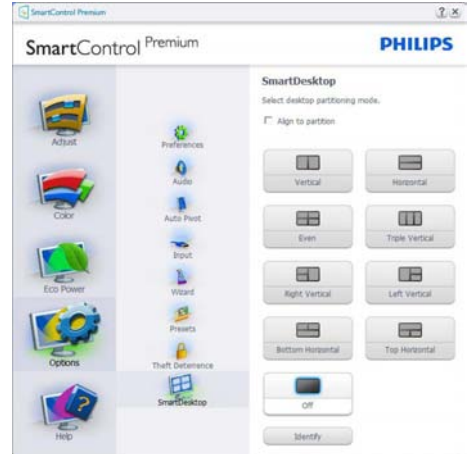 SmartControl Premium
? x
SmartControl Premium
PHILIPS
Adjust
Color
Eco Power
Options
Help
Preferences
Audio
Auto Pivot
Input
Wizard
Presets
Theft Deterrence
SmartDesktop
SmartDesktop
Select desktop partitioning mode.
Align to partition
Vertical
Horizontal
Even
Triple Vertical
Right Vertical
Left Vertical
Bottom Horizontal
Top Horizontal
Off
Identify